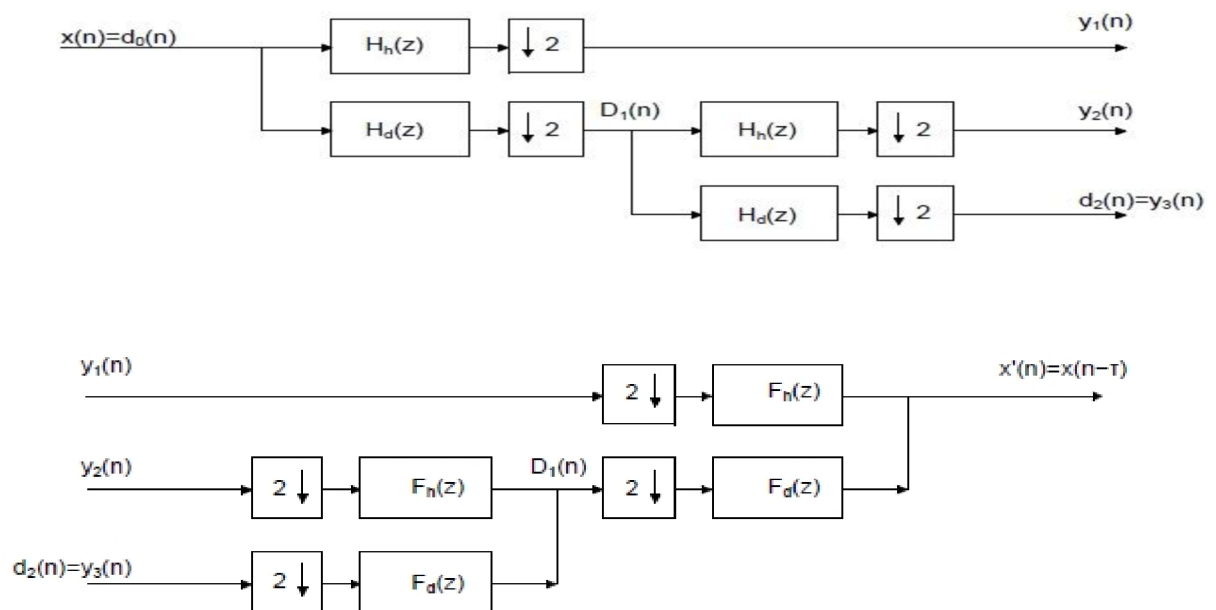 x(n)=d₀(n) Hₕ(z) ↓ 2 y₁(n)
H_d(z) ↓ 2 D₁(n) Hₕ(z) ↓ 2 y₂(n)
H_d(z) ↓ 2 d₂(n)=y₃(n)
y₁(n) 2 ↓ Fₕ(z) x'(n)=x(n−τ)
y₂(n) 2 ↓ Fₕ(z) D₁(n) 2 ↓ F_d(z)
d₂(n)=y₃(n) 2 ↓ F_d(z)